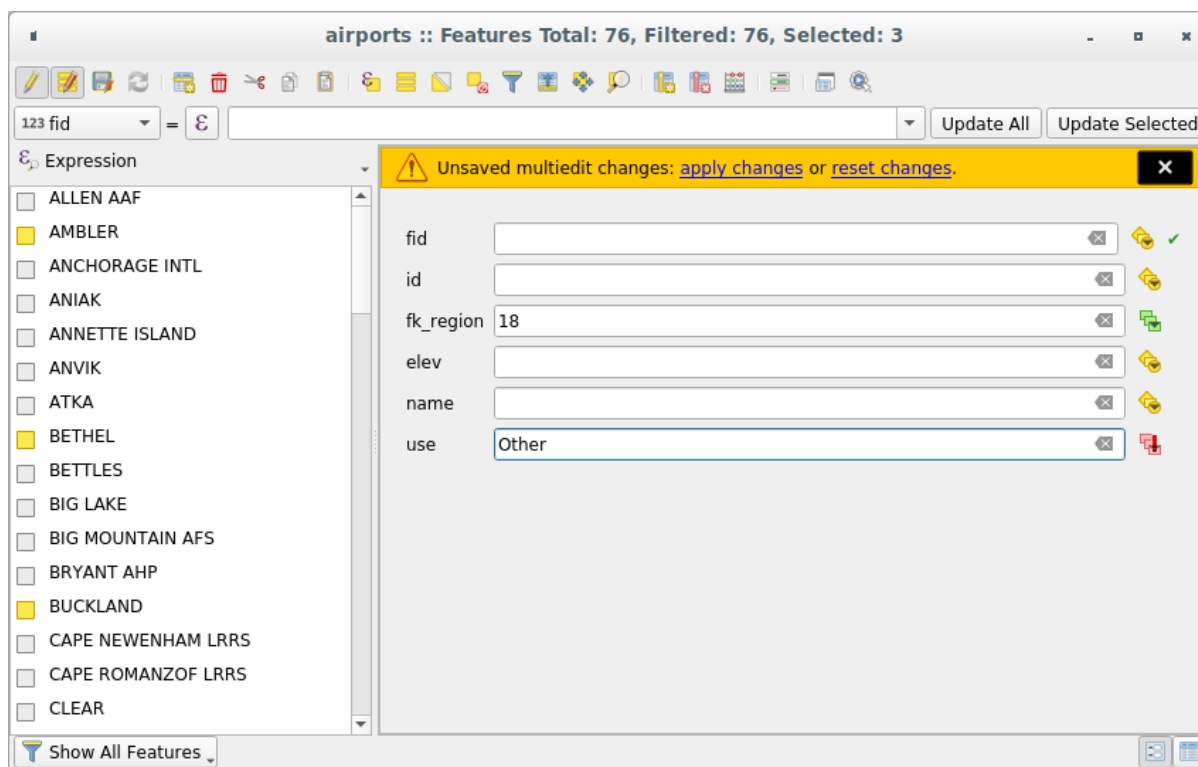 airports :: Features Total: 76, Filtered: 76, Selected: 3
123 fid = ε Update All Update Selected
Expression
Unsaved multiedit changes: apply changes or reset changes.
ALLEN AAF
AMBLER
ANCHORAGE INTL
ANIAK
ANNETTE ISLAND
ANVIK
ATKA
BETHEL
BETTLES
BIG LAKE
BIG MOUNTAIN AFS
BRYANT AHP
BUCKLAND
CAPE NEWENHAM LRRS
CAPE ROMANZOF LRRS
CLEAR
fid
id
fk_region 18
elev
name
use Other
Show All Features